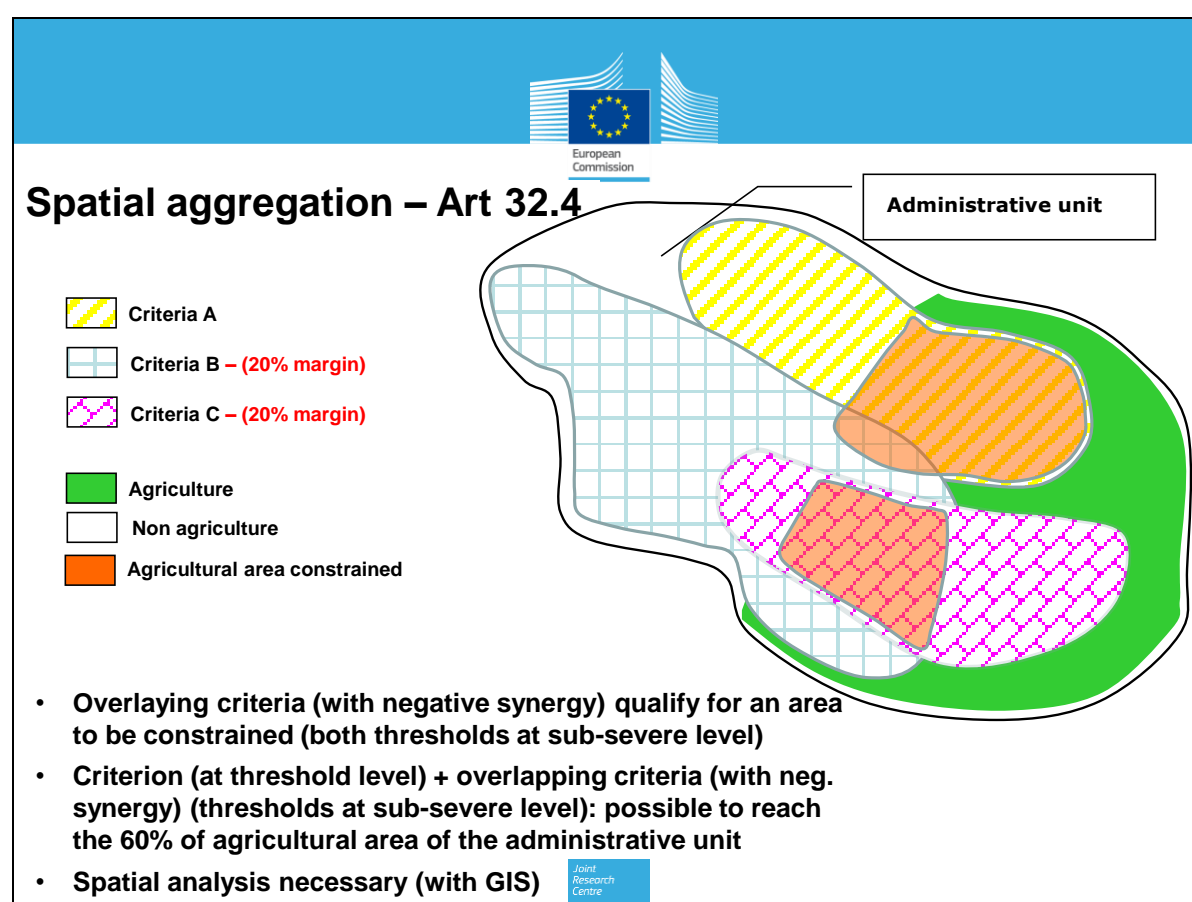 European
Commission
Spatial aggregation – Art 32.4
Administrative unit
Criteria A
Criteria B – (20% margin)
Criteria C – (20% margin)
Agriculture
Non agriculture
Agricultural area constrained
• Overlaying criteria (with negative synergy) qualify for an area
to be constrained (both thresholds at sub-severe level)
• Criterion (at threshold level) + overlapping criteria (with neg.
synergy) (thresholds at sub-severe level): possible to reach
the 60% of agricultural area of the administrative unit
• Spatial analysis necessary (with GIS)
Joint
Research
Centre